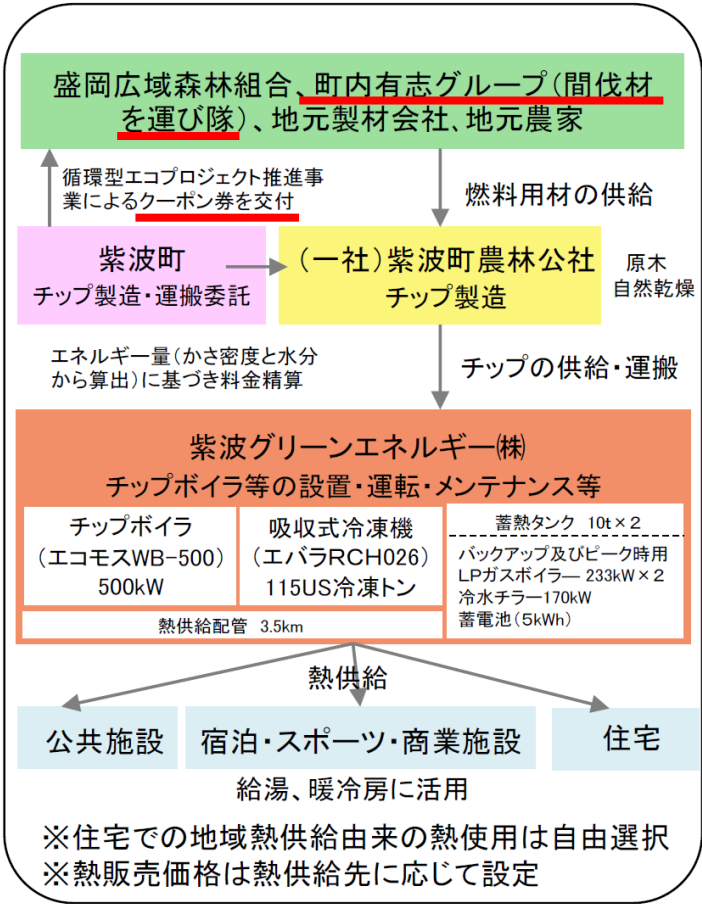 盛岡広域森林組合、町内有志グループ（間伐材
を運び隊）、地元製材会社、地元農家
循環型エコプロジェクト推進事
業によるクーポン券を交付
燃料用材の供給
紫波町
チップ製造・運搬委託
（一社）紫波町農林公社
チップ製造
原木
自然乾燥
エネルギー量（かさ密度と水分
から算出）に基づき料金精算
チップの供給・運搬
紫波グリーンエネルギー㈱
チップボイラ等の設置・運転・メンテナンス等
チップボイラ
（エコモスWB-500）
500kW
吸収式冷凍機
（エバラRCH026）
115US冷凍トン
蓄熱タンク 10t×2
バックアップ及びピーク時用
LPガスボイラ― 233kW×2
冷水チラー170kW
蓄電池（5kWh）
熱供給配管 3.5km
熱供給
公共施設
宿泊・スポーツ・商業施設
住宅
給湯、暖冷房に活用
※住宅での地域熱供給由来の熱使用は自由選択
※熱販売価格は熱供給先に応じて設定